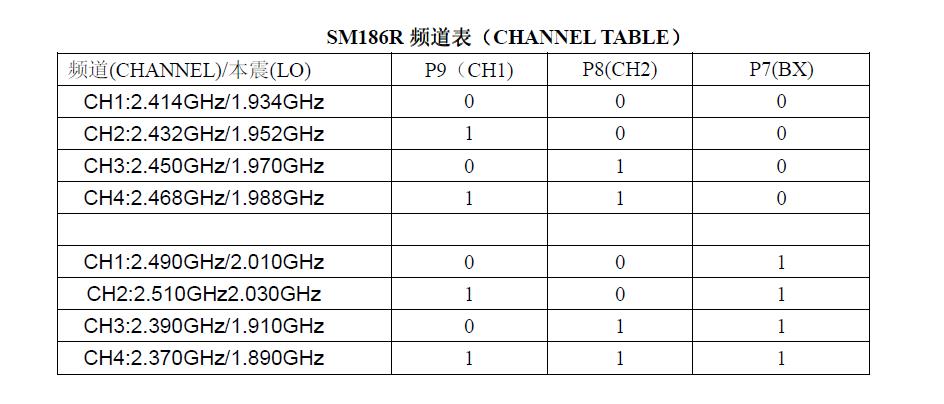 SM186R 频道表（CHANNEL TABLE）
频道(CHANNEL)/本震(LO) P9（CH1) P8(CH2) P7(BX)
CH1:2.414GHz/1.934GHz 0 0 0
CH2:2.432GHz/1.952GHz 1 0 0
CH3:2.450GHz/1.970GHz 0 1 0
CH4:2.468GHz/1.988GHz 1 1 0
CH1:2.490GHz/2.010GHz 0 0 1
CH2:2.510GHz2.030GHz 1 0 1
CH3:2.390GHz/1.910GHz 0 1 1
CH4:2.370GHz/1.890GHz 1 1 1